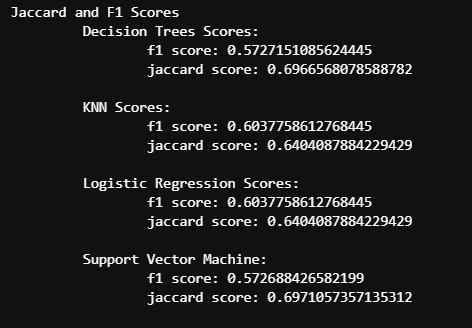 Jaccard and F1 Scores
Decision Trees Scores:
f1 score: 0.5727151085624445
jaccard score: 0.6966568078588782
KNN Scores:
f1 score: 0.6037758612768445
jaccard score: 0.6404087884229429
Logistic Regression Scores:
f1 score: 0.6037758612768445
jaccard score: 0.6404087884229429
Support Vector Machine:
f1 score: 0.572688426582199
jaccard score: 0.6971057357135312